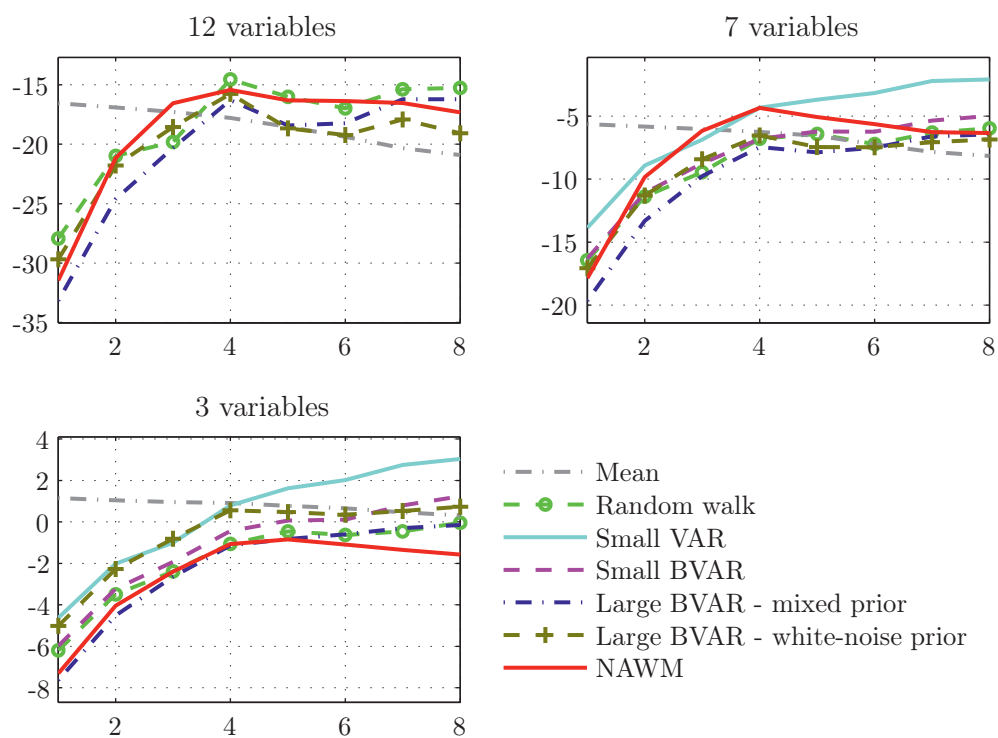 12 variables
-15
-20
-25
-30
-35
2 4 6 8
7 variables
-5
-10
-15
-20
2 4 6 8
3 variables
4
2
0
-2
-4
-6
-8
2 4 6 8
Mean
Random walk
Small VAR
Small BVAR
Large BVAR - mixed prior
Large BVAR - white-noise prior
NAWM